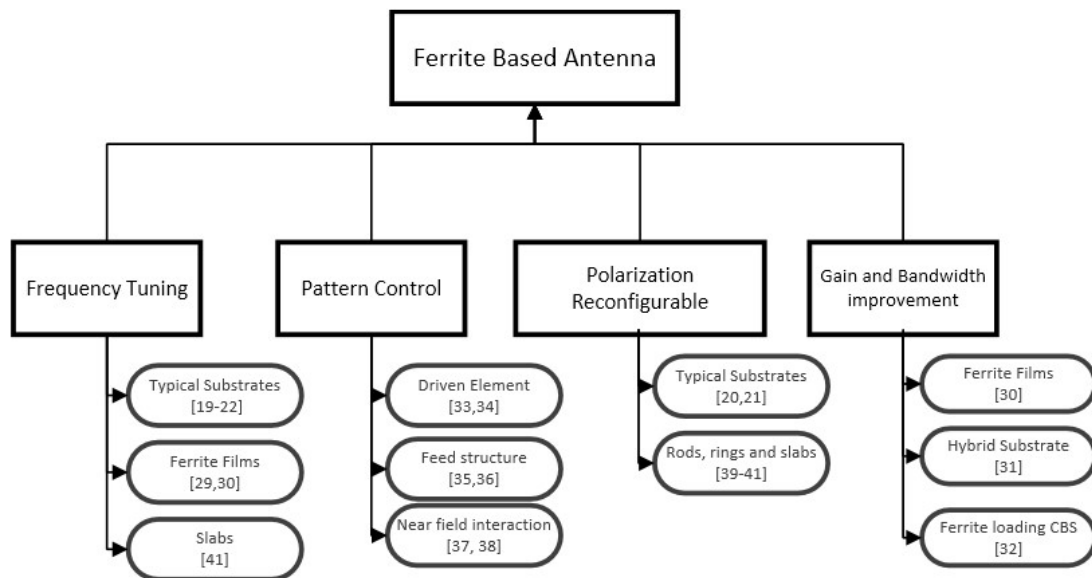 Ferrite Based Antenna
Frequency Tuning
Typical Substrates
[19-22]
Ferrite Films
[29,30]
Slabs
[41]
Pattern Control
Driven Element
[33,34]
Feed structure
[35,36]
Near field interaction
[37, 38]
Polarization
Reconfigurable
Typical Substrates
[20,21]
Rods, rings and slabs
[39-41]
Gain and Bandwidth
improvement
Ferrite Films
[30]
Hybrid Substrate
[31]
Ferrite loading CBS
[32]